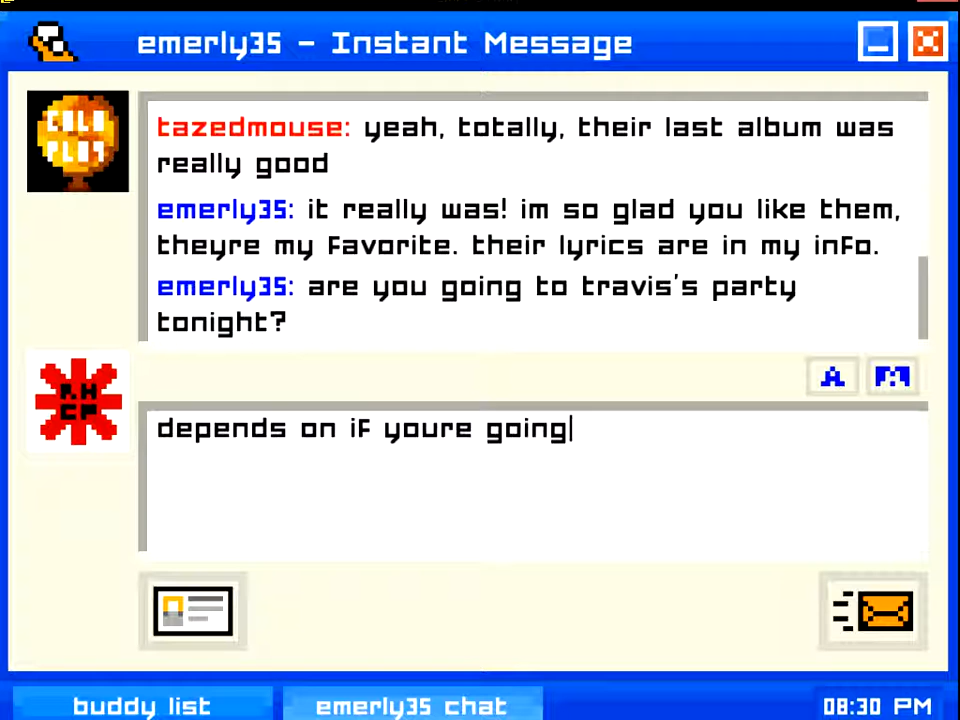 emerly35 - Instant Message
COLD
PLAY
tazedmouse: yeah, totally, their last album was
really good
emerly35: it really was! im so glad you like them,
theyre my favorite. their lyrics are in my info.
emerly35: are you going to travis's party
tonight?
A
RH
CP
depends on if youre going
buddy list
emerly35 chat
08:30 PM